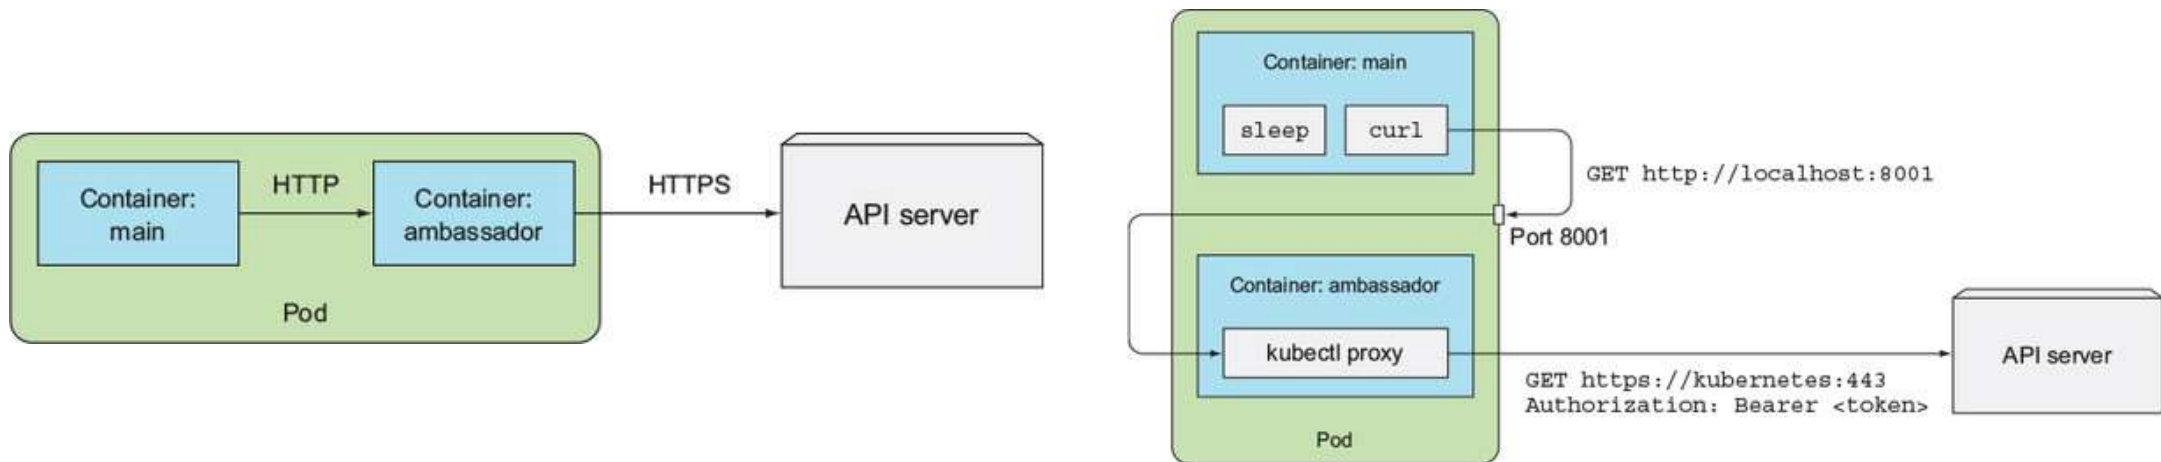 Container:
main
HTTP
Container:
ambassador
Pod
HTTPS
API server
Container: main
sleep
curl
GET http://localhost:8001
Port 8001
Container: ambassador
kubectl proxy
GET https://kubernetes:443
Authorization: Bearer <token>
API server
Pod